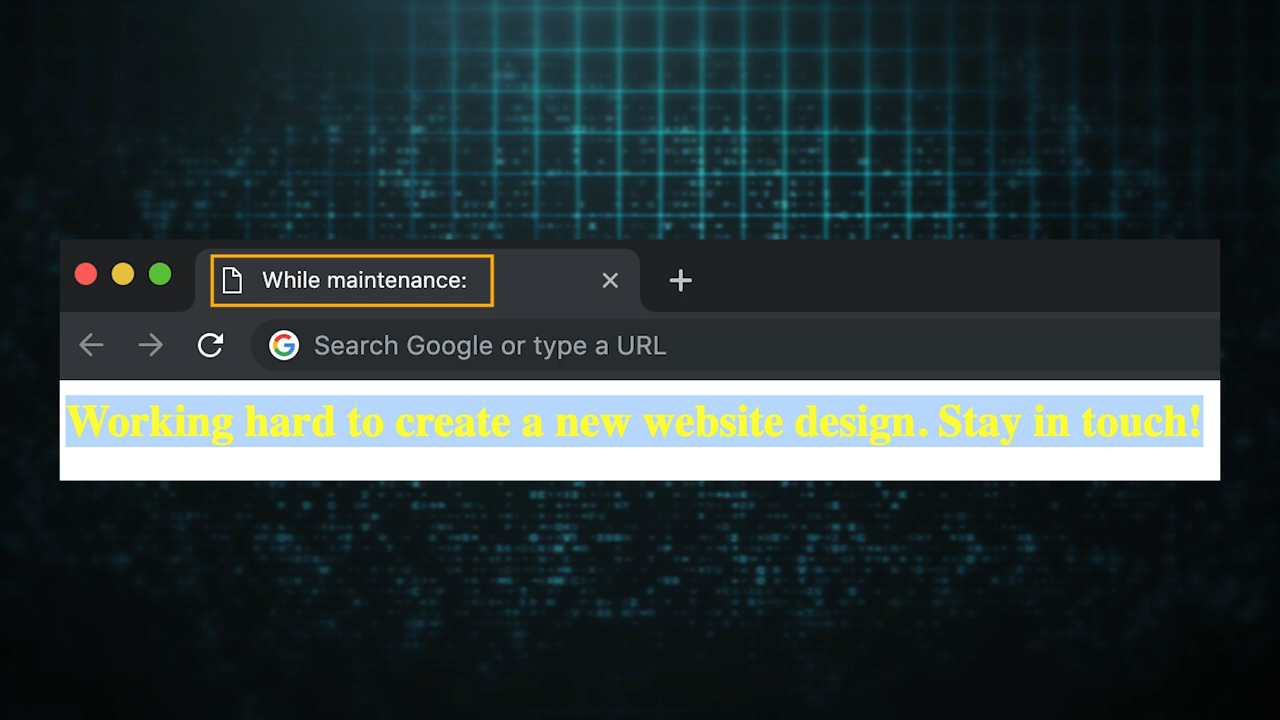 While maintenance:
Search Google or type a URL
Working hard to create a new website design. Stay in touch!